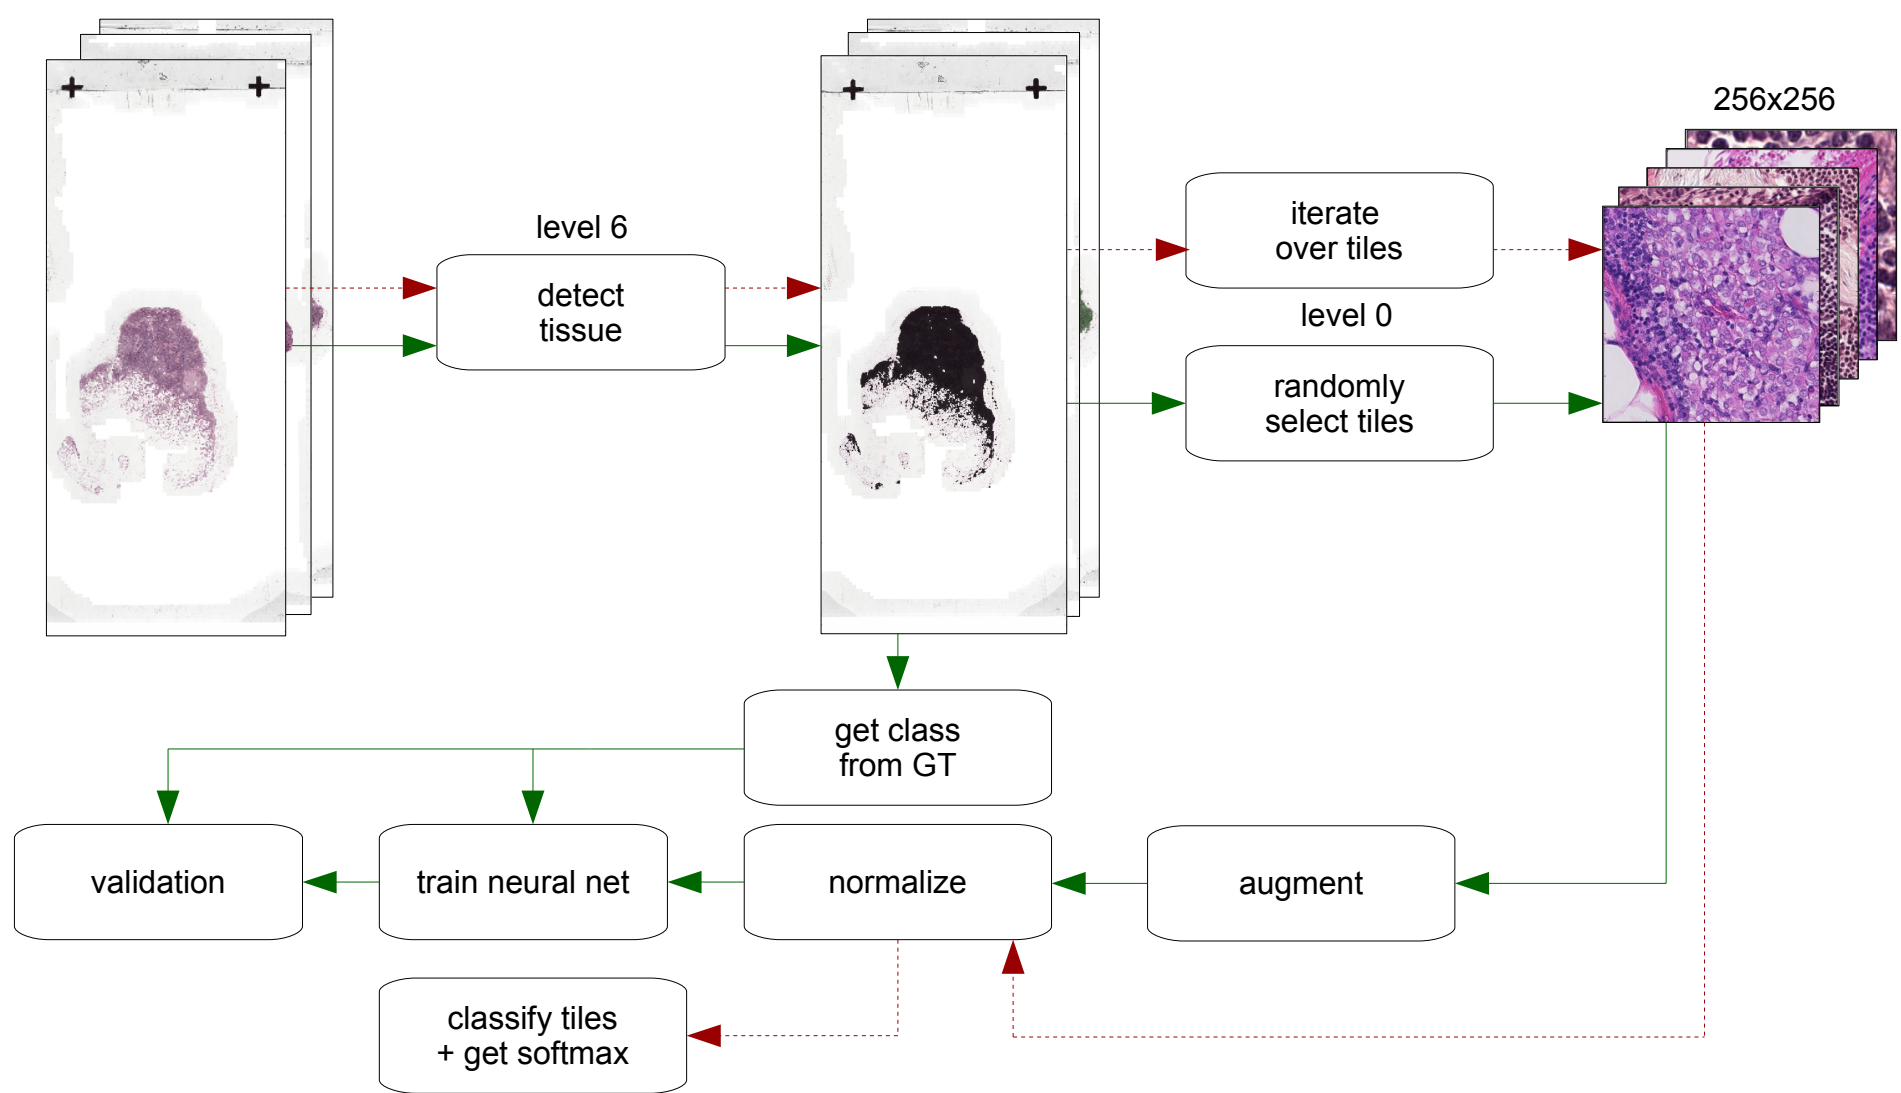 256x256
level 6
detect
tissue
iterate
over tiles
level 0
randomly
select tiles
get class
from GT
validation
train neural net
normalize
augment
classify tiles
+ get softmax